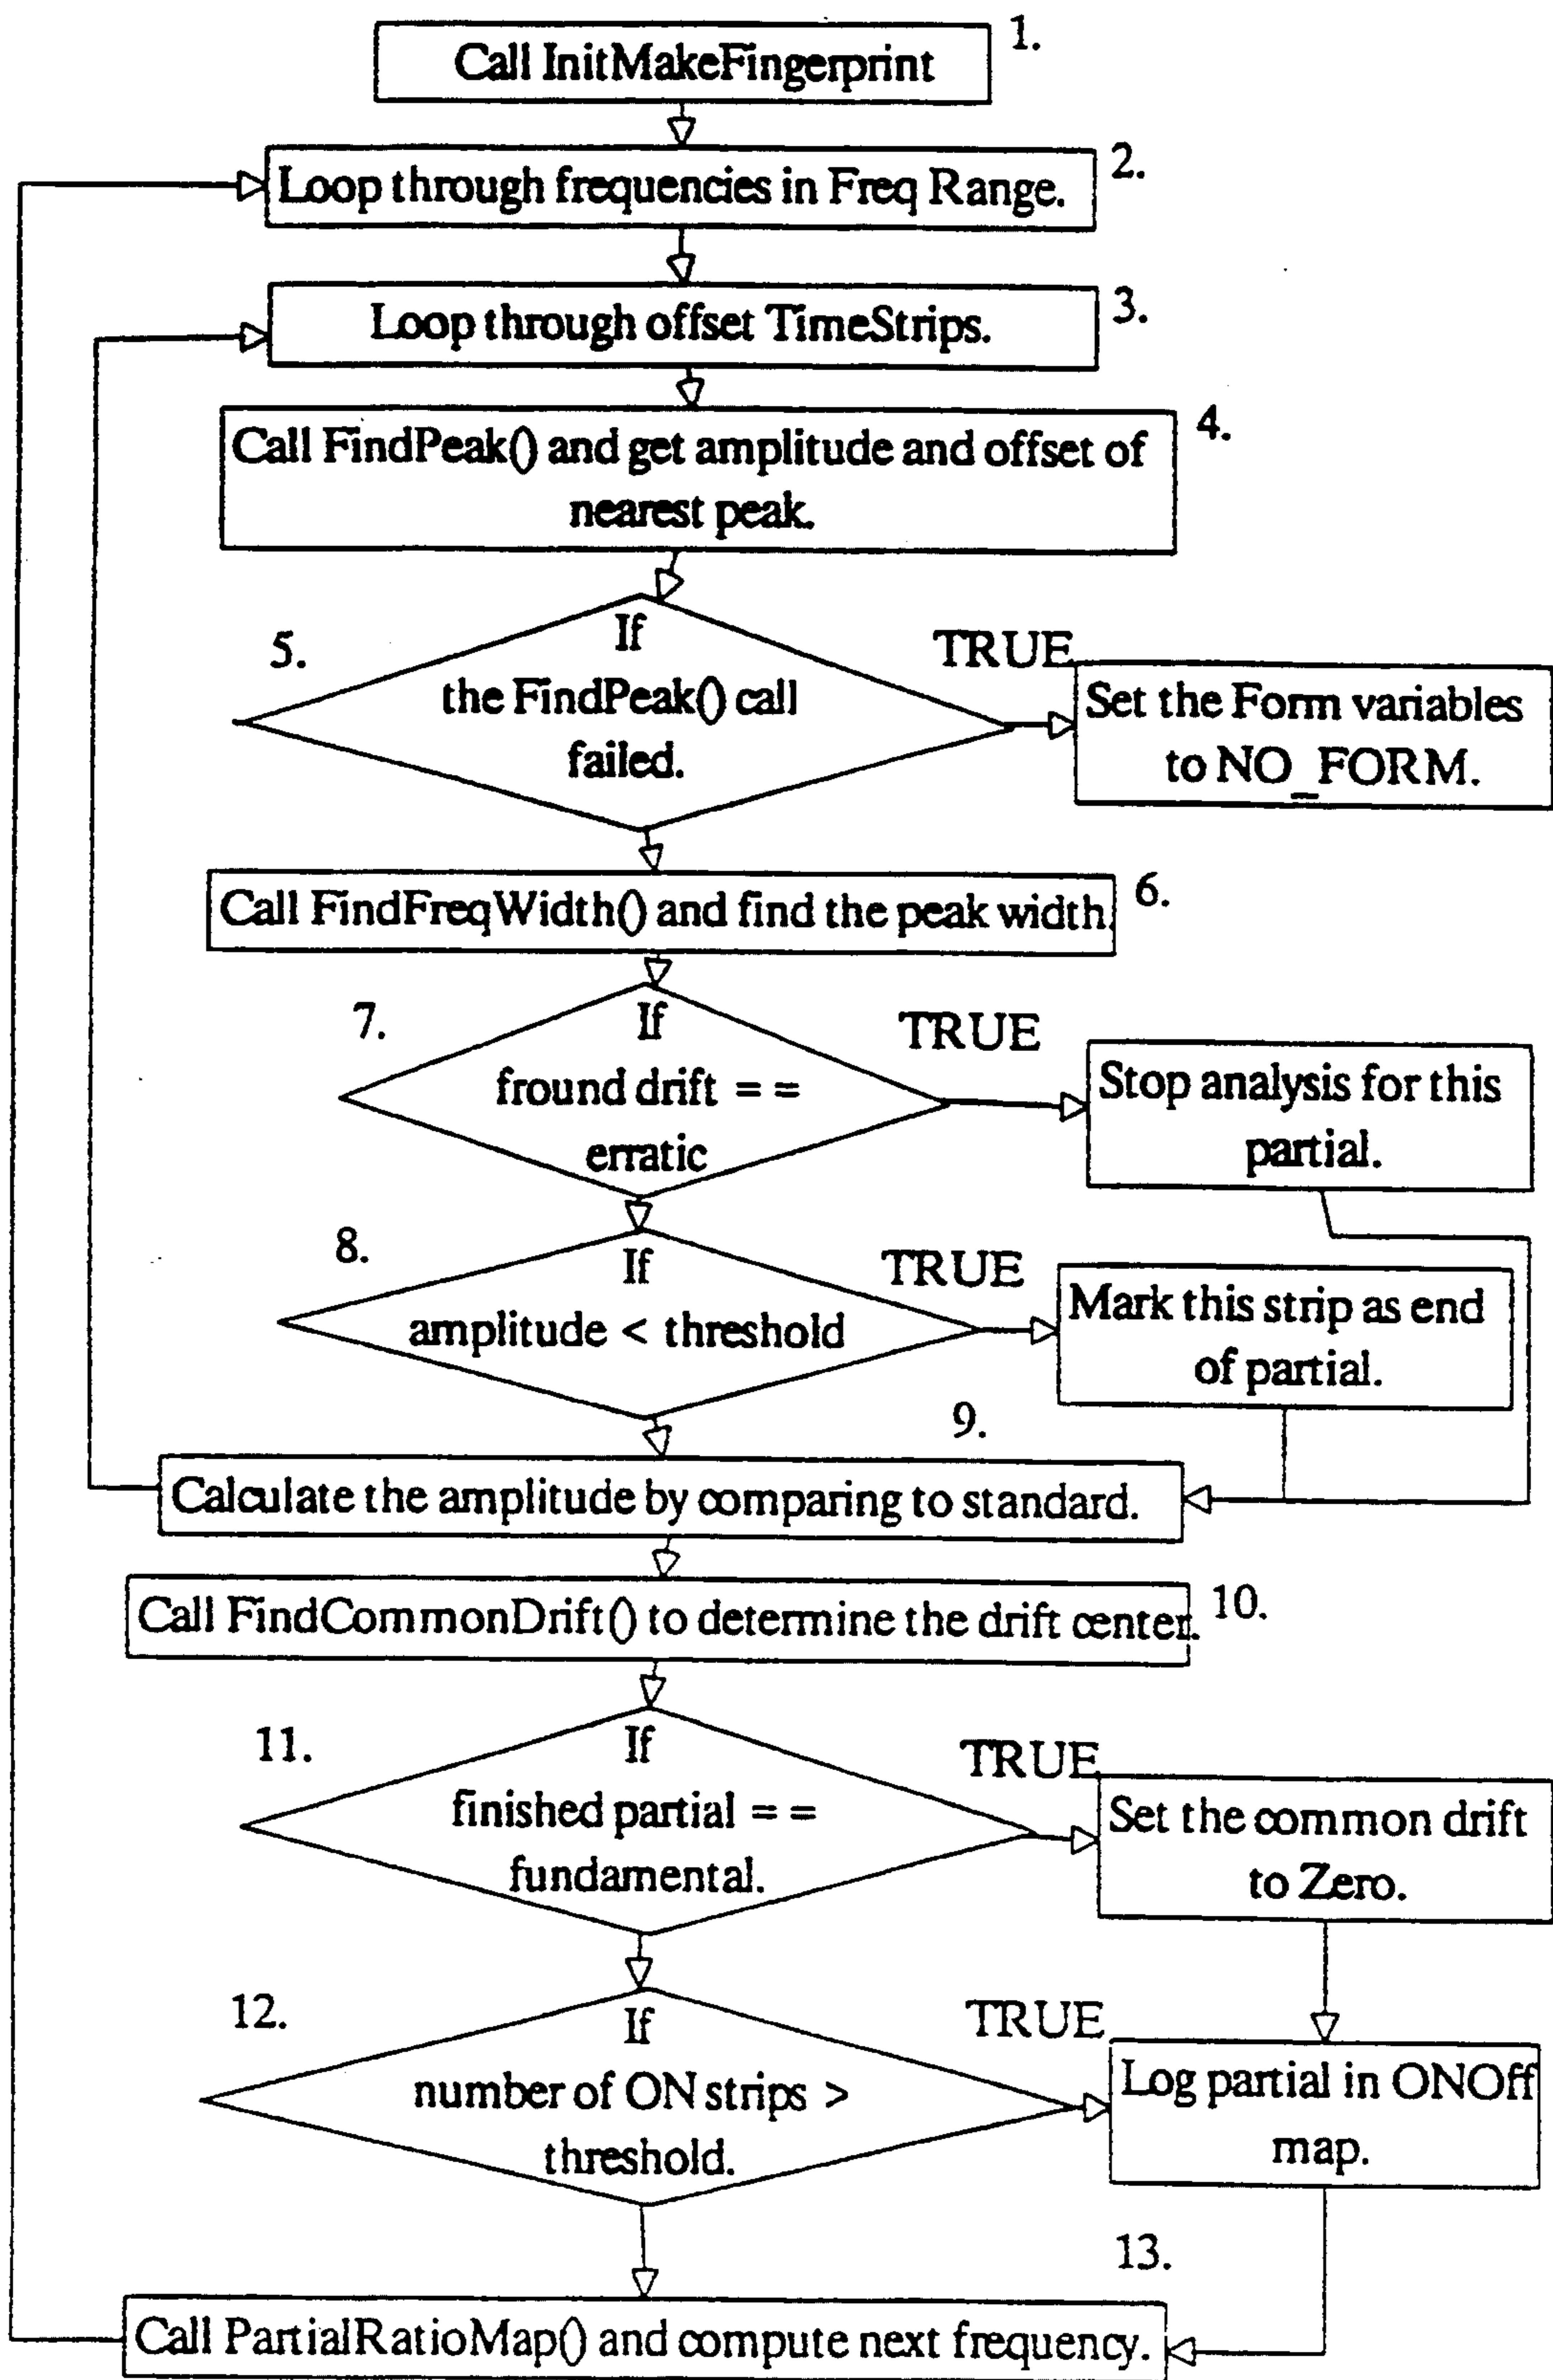 1.
Call InitMakeFingerprint
2.
Loop through frequencies in Freq Range.
3.
Loop through offset TimeStrips.
4.
Call FindPeak() and get amplitude and offset of
nearest peak.
5.
If
the FindPeak() call
failed.
TRUE
Set the Form variables
to NO_FORM.
6.
Call FindFreqWidth() and find the peak width.
7.
If
fround drift = =
erratic
TRUE
Stop analysis for this
partial.
8.
If
amplitude < threshold
TRUE
Mark this strip as end
of partial.
9.
Calculate the amplitude by comparing to standard.
10.
Call FindCommonDrift() to determine the drift center.
11.
If
finished partial = =
fundamental.
TRUE
Set the common drift
to Zero.
12.
If
number of ON strips >
threshold.
TRUE
Log partial in ONOff
map.
13.
Call PartialRatioMap() and compute next frequency.